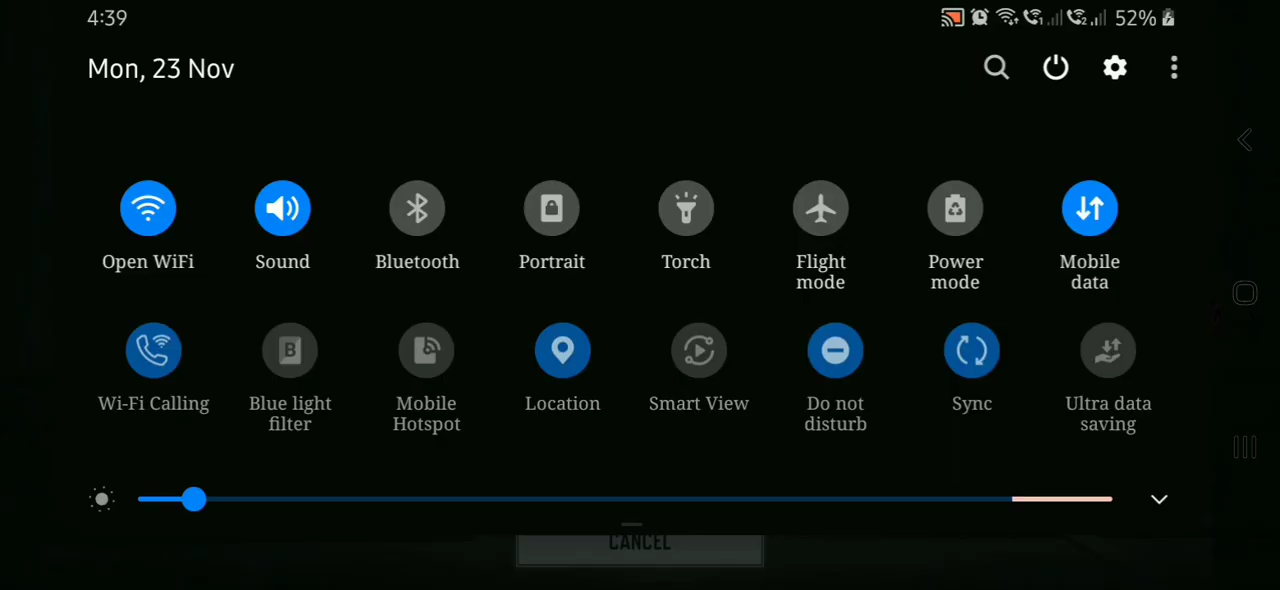 4:39
52%
Mon, 23 Nov
Open WiFi
Sound
Bluetooth
Portrait
Torch
Flight
mode
Power
mode
Mobile
data
Wi-Fi Calling
Blue light
filter
Mobile
Hotspot
Location
Smart View
Do not
disturb
Sync
Ultra data
saving
CANCEL